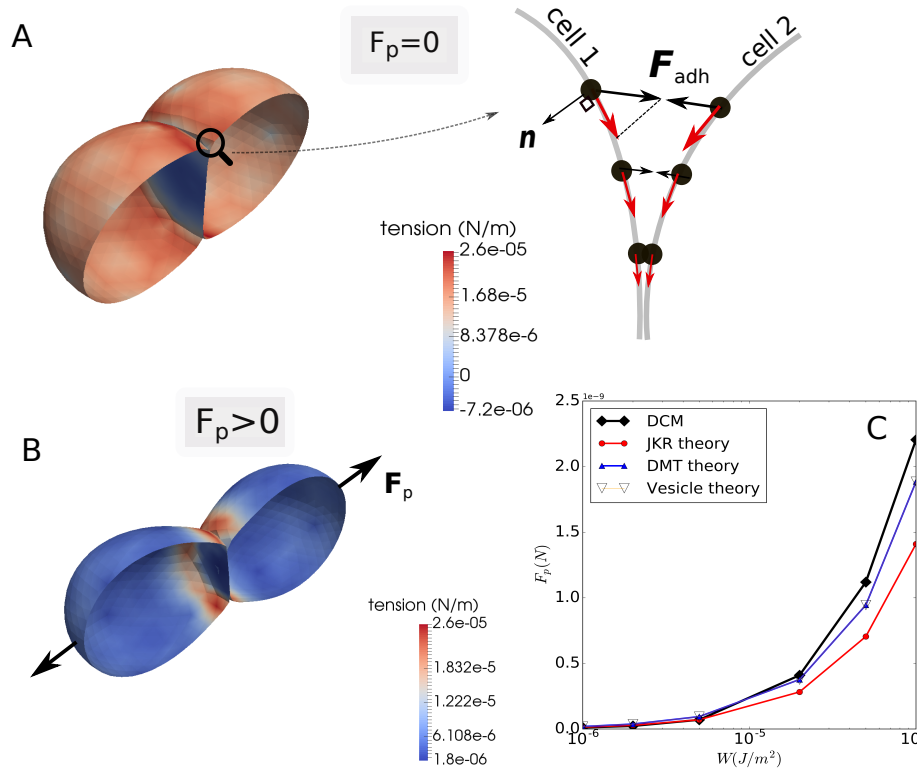 A
F_p=0
cell 1
cell 2
F_adh
n
tension (N/m)
2.6e-05
1.68e-5
8.378e-6
0
-7.2e-06
B
F_p>0
F_p
tension (N/m)
2.6e-05
1.832e-5
1.222e-5
6.108e-6
1.8e-06
C
1e-9
2.5
2.0
1.5
1.0
0.5
0.0
F_p(N)
DCM
JKR theory
DMT theory
Vesicle theory
10^-6
10^-5
W(J/m^2)